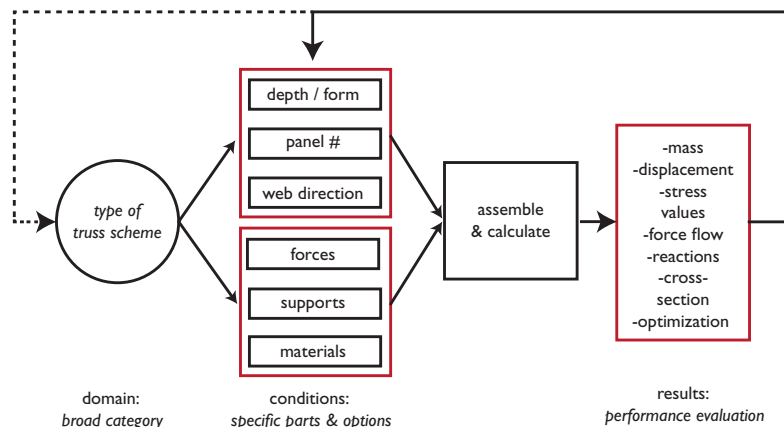 type of
truss scheme
depth / form
panel #
web direction
forces
supports
materials
assemble
& calculate
-mass
-displacement
-stress
values
-force flow
-reactions
-cross-
section
-optimization
domain:
broad category
conditions:
specific parts & options
results:
performance evaluation